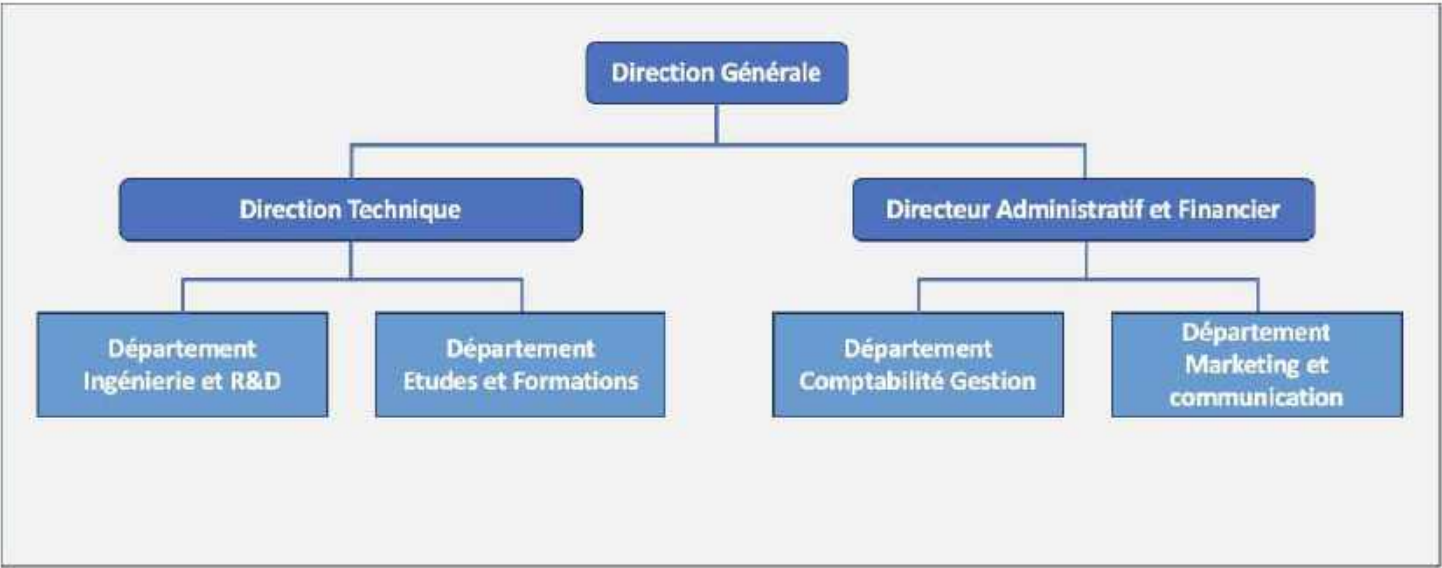 Direction Générale
Direction Technique
Directeur Administratif et Financier
Département
Ingénierie et R&D
Département
Etudes et Formations
Département
Comptabilité Gestion
Département
Marketing et
communication